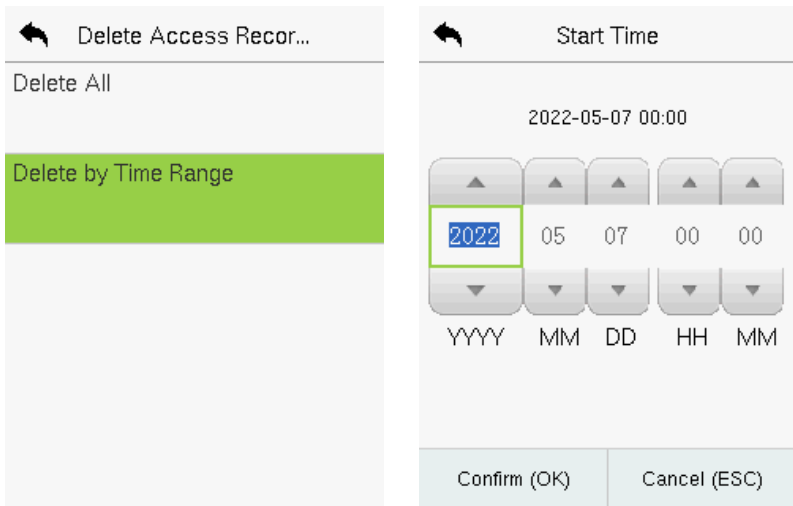 Delete Access Recor...
Delete All
Delete by Time Range
Start Time
2022-05-07 00:00
2022 05 07 00 00
YYYY MM DD HH MM
Confirm (OK) Cancel (ESC)